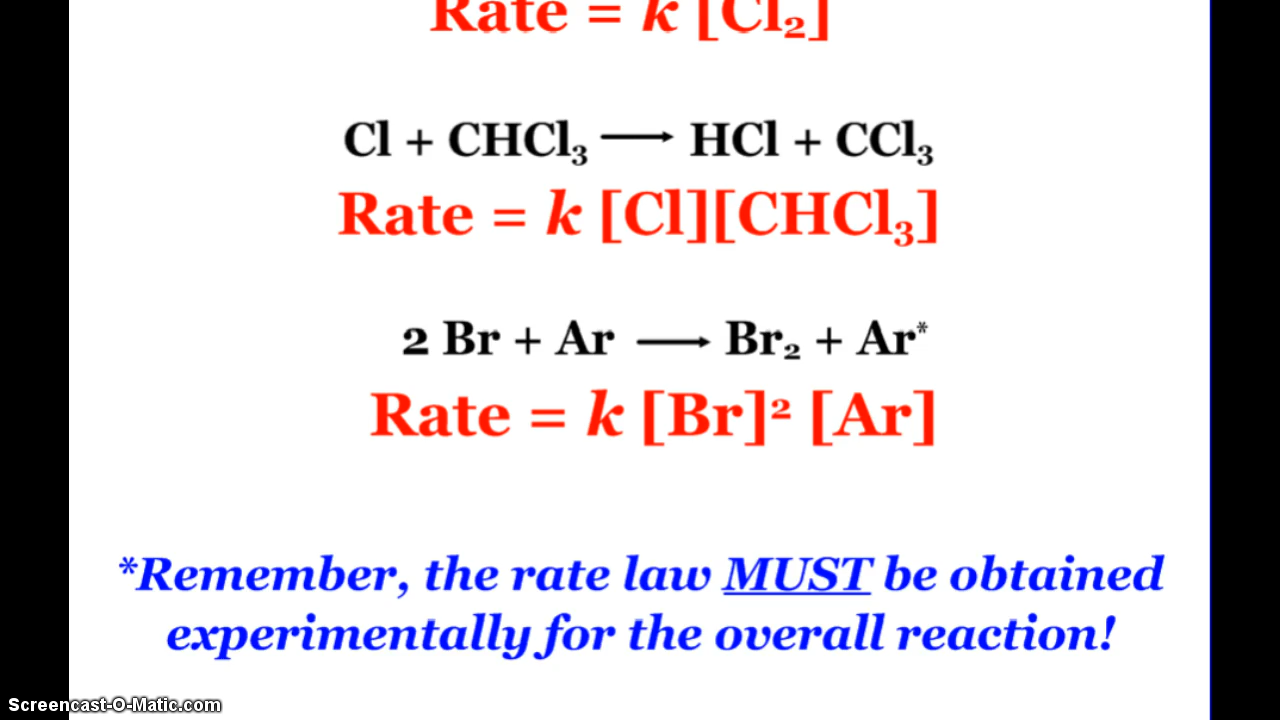 Rate = k [Cl₂]
Cl + CHCl₃ ⟶ HCl + CCl₃
Rate = k [Cl][CHCl₃]
2 Br + Ar ⟶ Br₂ + Ar*
Rate = k [Br]² [Ar]
*Remember, the rate law MUST be obtained
experimentally for the overall reaction!
Screencast-O-Matic.com